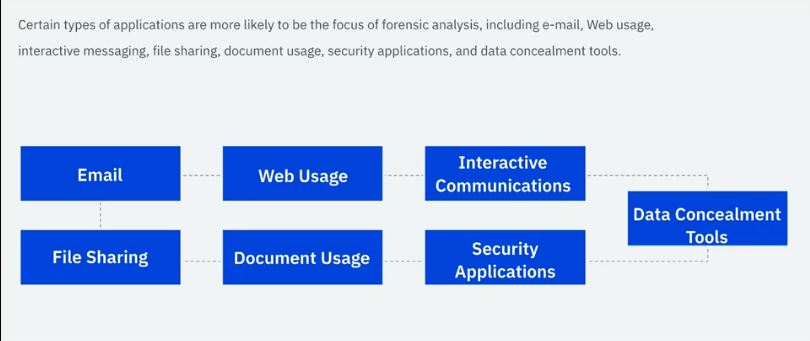 Certain types of applications are more likely to be the focus of forensic analysis, including e-mail, Web usage,
interactive messaging, file sharing, document usage, security applications, and data concealment tools.
Email
Web Usage
Interactive
Communications
Data Concealment
Tools
File Sharing
Document Usage
Security
Applications